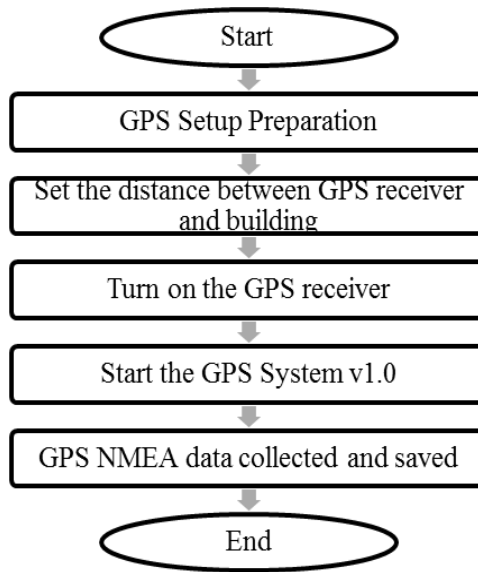 Start
GPS Setup Preparation
Set the distance between GPS receiver
and building
Turn on the GPS receiver
Start the GPS System v1.0
GPS NMEA data collected and saved
End